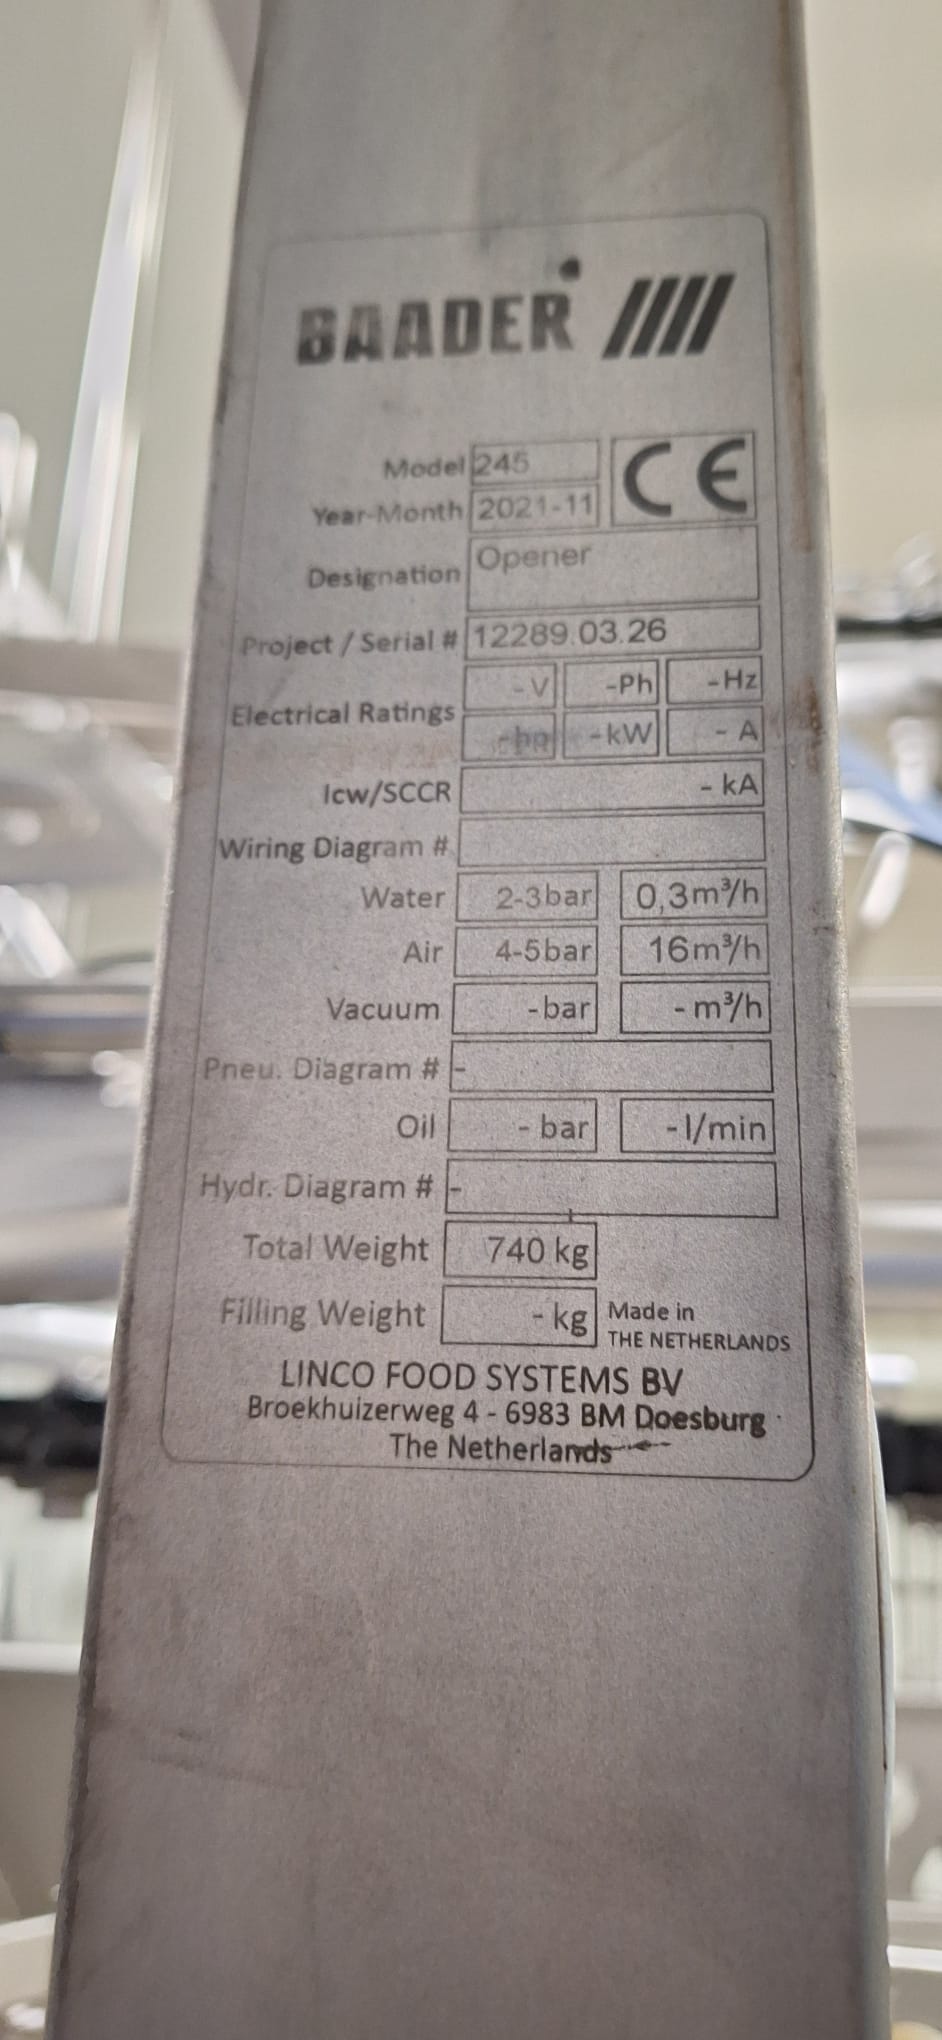 BAADER
Model 245 CE
Year-Month 2021-11
Designation Opener
Project / Serial # 12289.03.26
Electrical Ratings -V -Ph -Hz
-hp -kW -A
Icw/SCCR -kA
Wiring Diagram #
Water 2-3bar 0,3m³/h
Air 4-5bar 16m³/h
Vacuum -bar -m³/h
Pneu. Diagram # -
Oil -bar -l/min
Hydr. Diagram # -
Total Weight 740 kg
Filling Weight -kg Made in
THE NETHERLANDS
LINCO FOOD SYSTEMS BV
Broekhuizerweg 4 - 6983 BM Doesburg
The Netherlands